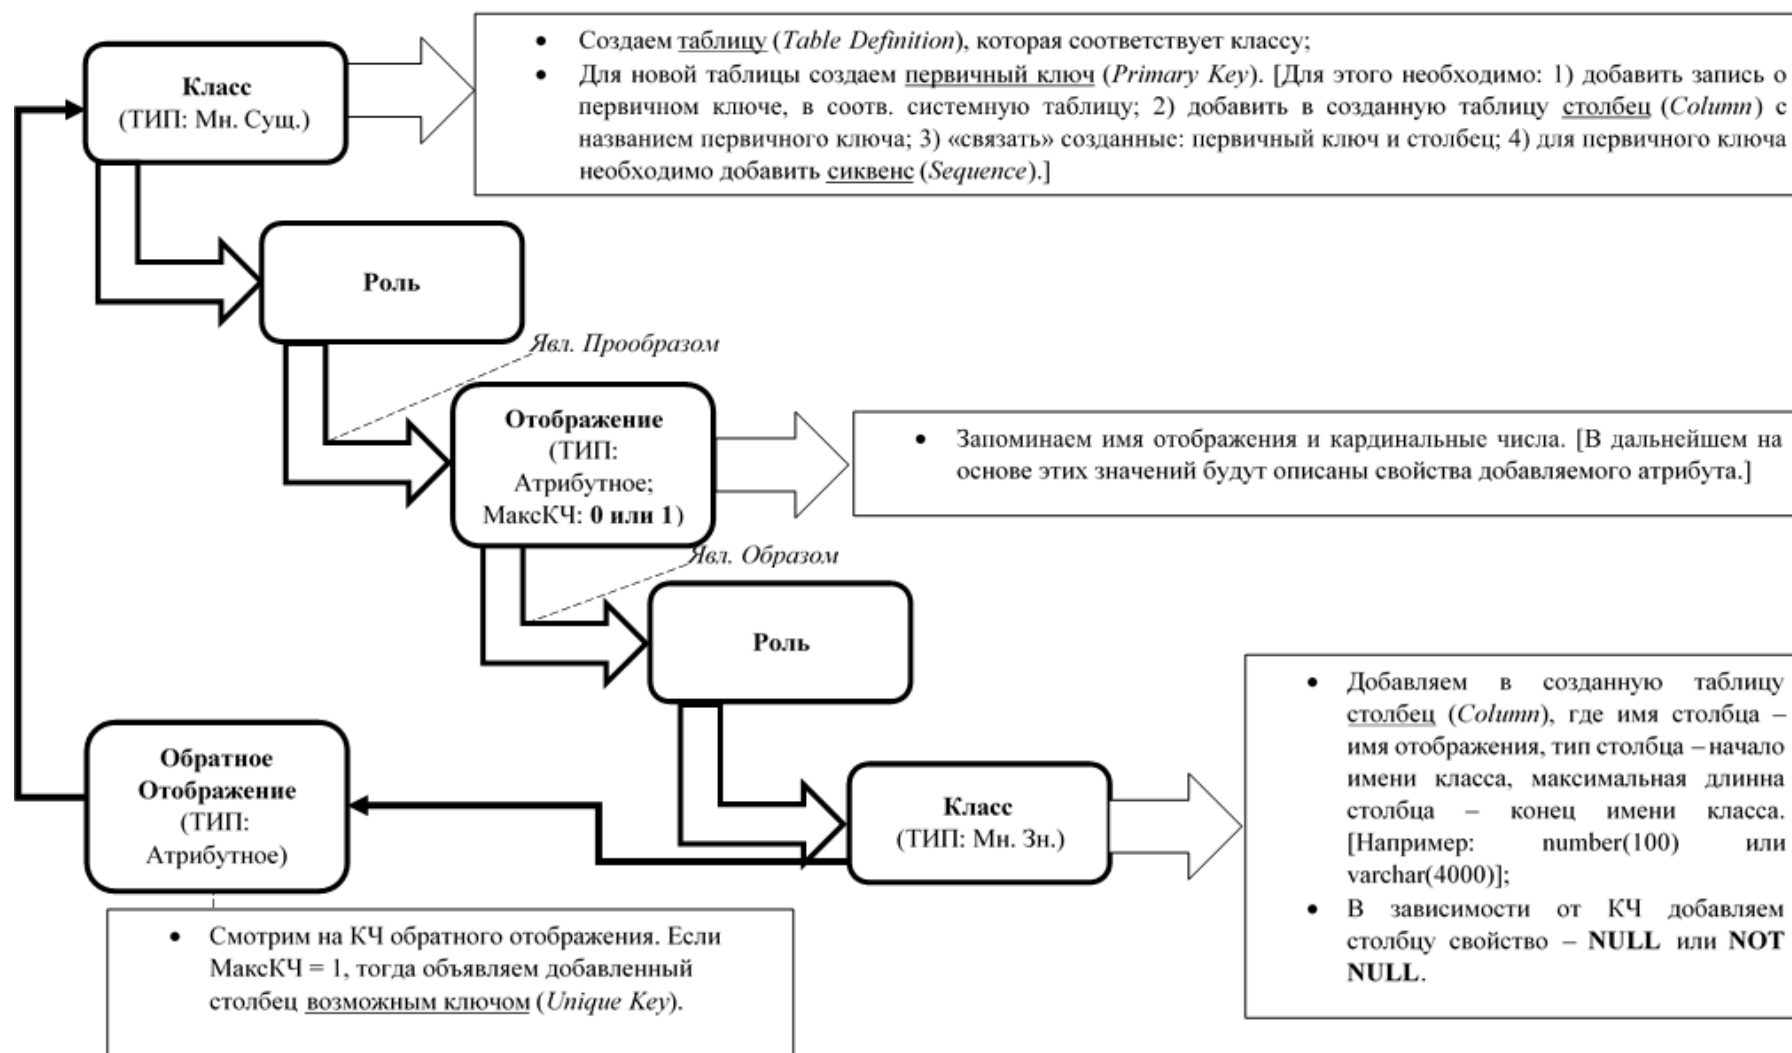 Класс
(ТИП: Мн. Сущ.)
• Создаем таблицу (Table Definition), которая соответствует классу;
• Для новой таблицы создаем первичный ключ (Primary Key). [Для этого необходимо: 1) добавить запись о
первичном ключе, в соотв. системную таблицу; 2) добавить в созданную таблицу столбец (Column) с
названием первичного ключа; 3) «связать» созданные: первичный ключ и столбец; 4) для первичного ключа
необходимо добавить сиквенс (Sequence).]
Роль
Явл. Прообразом
Отображение
(ТИП:
Атрибутное;
МаксКЧ: 0 или 1)
• Запоминаем имя отображения и кардинальные числа. [В дальнейшем на
основе этих значений будут описаны свойства добавляемого атрибута.]
Явл. Образом
Роль
Класс
(ТИП: Мн. Зн.)
• Добавляем в созданную таблицу
столбец (Column), где имя столбца –
имя отображения, тип столбца – начало
имени класса, максимальная длинна
столбца – конец имени класса.
[Например: number(100) или
varchar(4000)];
• В зависимости от КЧ добавляем
столбцу свойство – NULL или NOT
NULL.
Обратное
Отображение
(ТИП:
Атрибутное)
• Смотрим на КЧ обратного отображения. Если
МаксКЧ = 1, тогда объявляем добавленный
столбец возможным ключом (Unique Key).